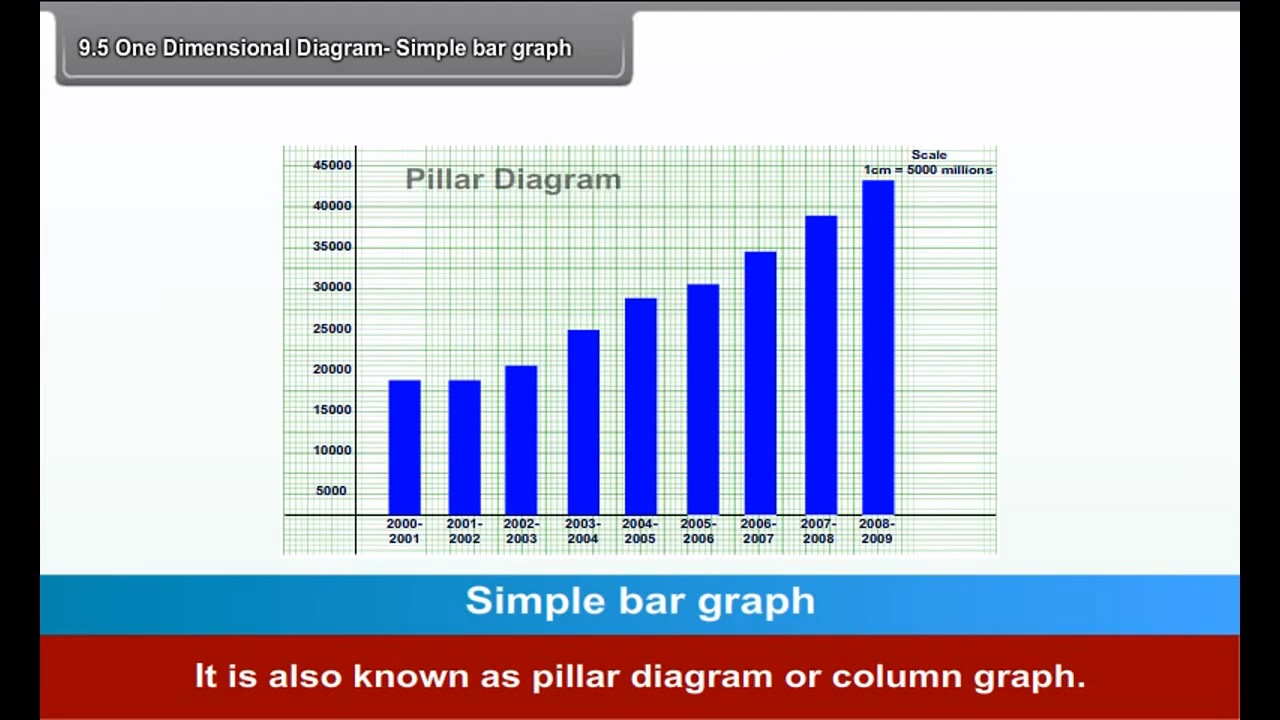 9.5 One Dimensional Diagram- Simple bar graph
Pillar Diagram
Scale
1cm = 5000 millions
45000
40000
35000
30000
25000
20000
15000
10000
5000
2000- 2001- 2002- 2003- 2004- 2005- 2006- 2007- 2008-
2001 2002 2003 2004 2005 2006 2007 2008 2009
Simple bar graph
It is also known as pillar diagram or column graph.